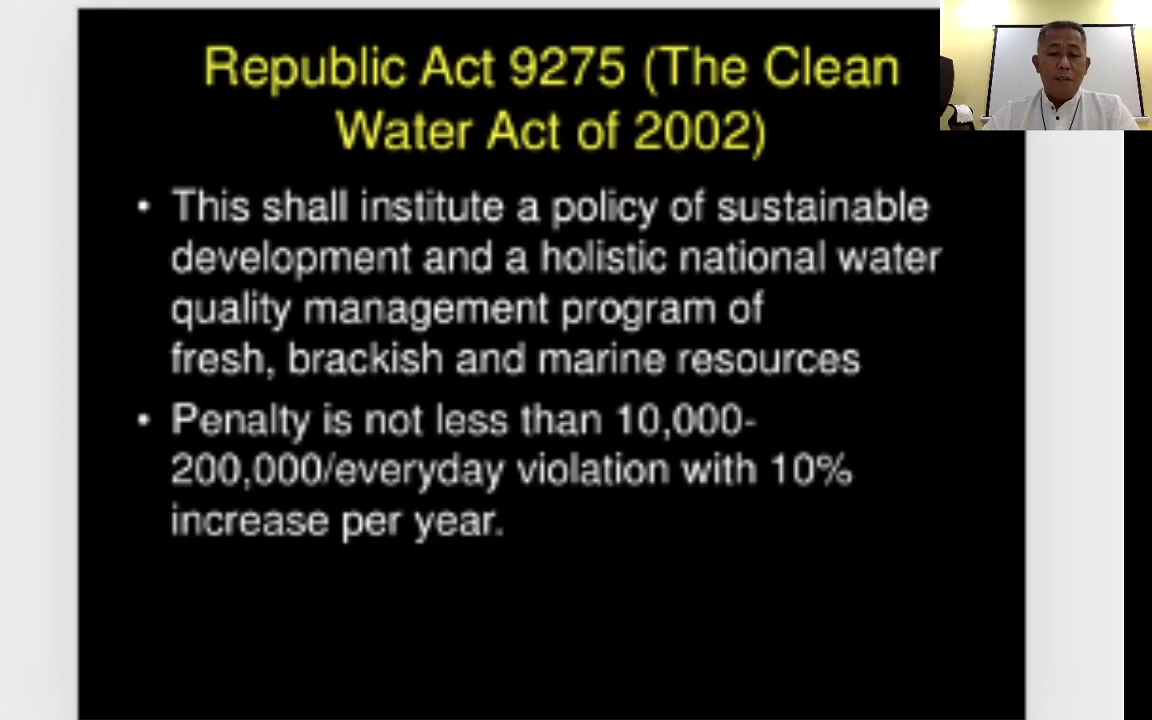 Republic Act 9275 (The Clean
Water Act of 2002)
• This shall institute a policy of sustainable
development and a holistic national water
quality management program of
fresh, brackish and marine resources
• Penalty is not less than 10,000-
200,000/everyday violation with 10%
increase per year.